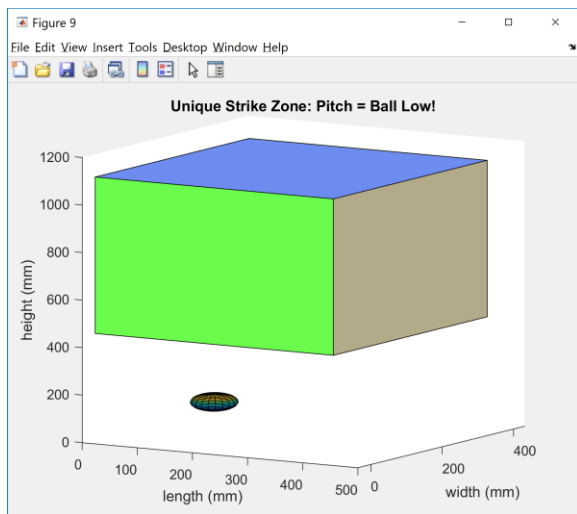 Figure 9
File Edit View Insert Tools Desktop Window Help
Unique Strike Zone: Pitch = Ball Low!
1200
1000
800
600
400
200
0
height (mm)
0
100
200
300
400
500
length (mm)
0
200
400
width (mm)